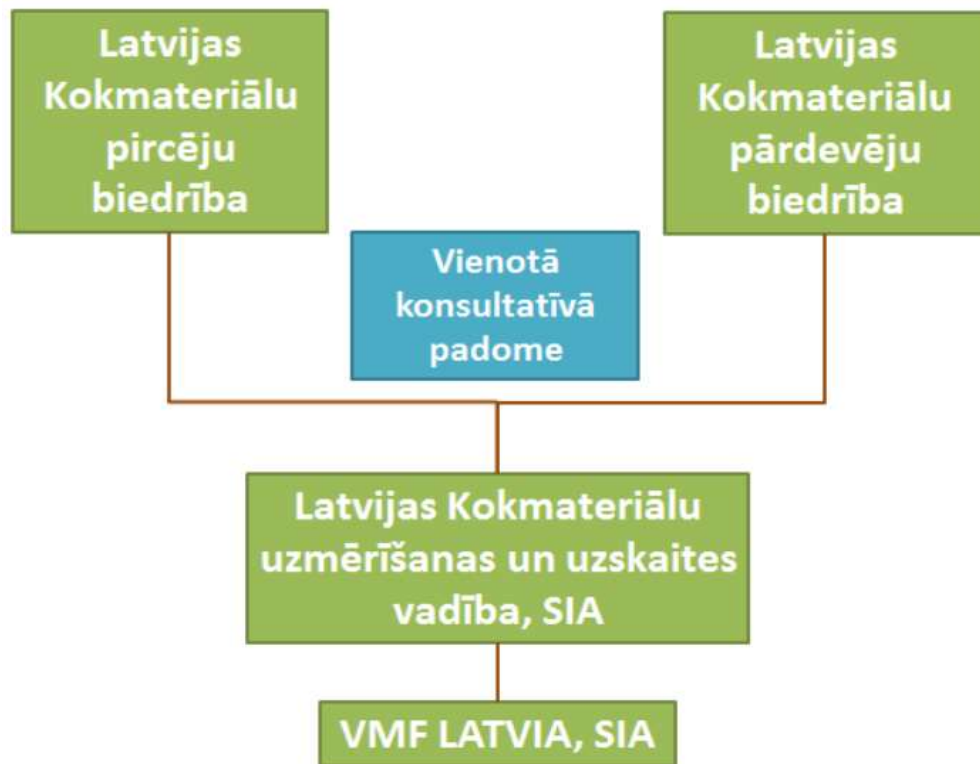 Latvijas
Kokmateriālu
pircēju
biedrība
Latvijas
Kokmateriālu
pārdevēju
biedrība
Vienotā
konsultatīvā
padome
Latvijas Kokmateriālu
uzmērīšanas un uzskaites
vadība, SIA
VMF LATVIA, SIA